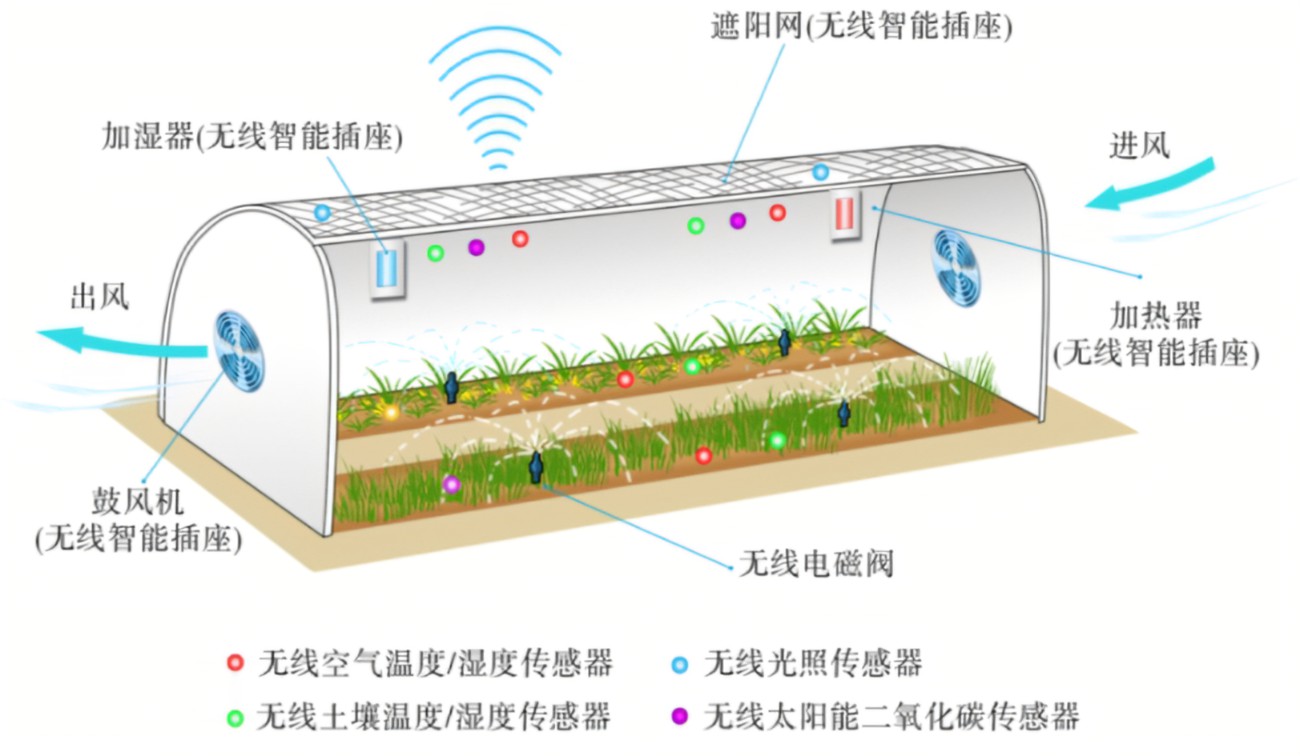 遮阳网(无线智能插座)
加湿器(无线智能插座)
进风
出风
加热器
(无线智能插座)
鼓风机
(无线智能插座)
无线电磁阀
无线空气温度/湿度传感器
无线光照传感器
无线土壤温度/湿度传感器
无线太阳能二氧化碳传感器